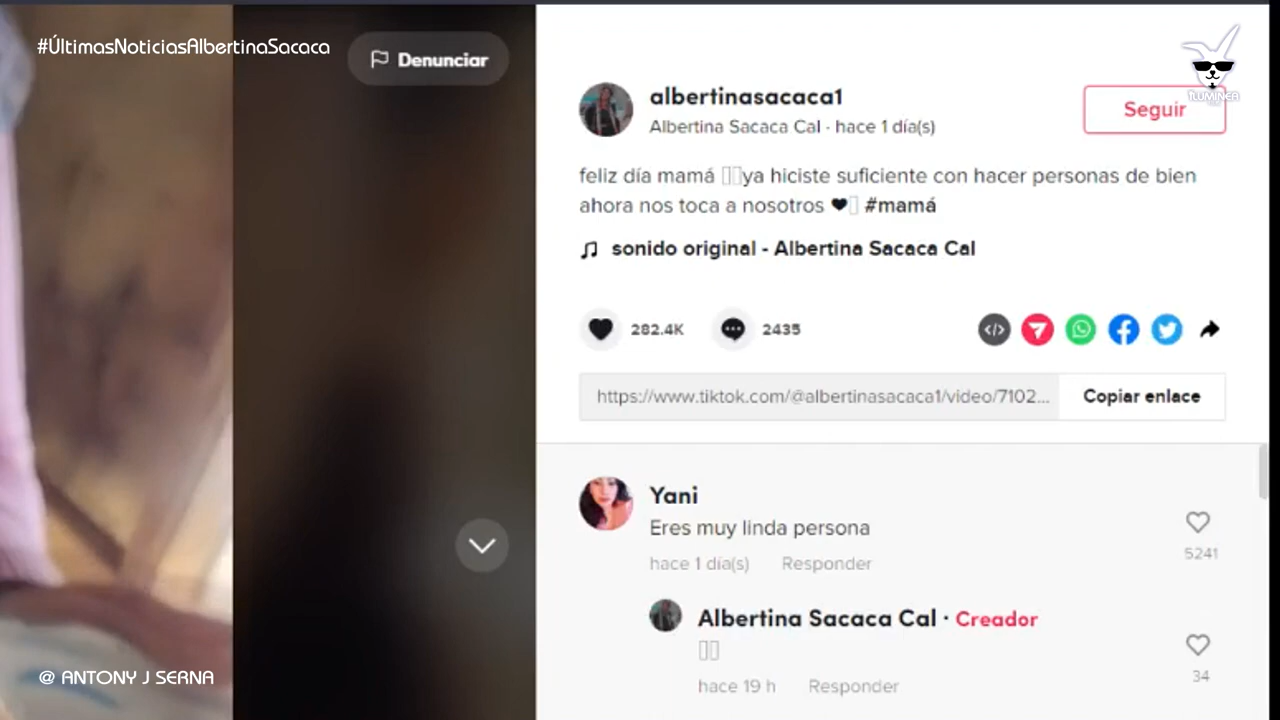 #ÚltimasNoticiasAlbertinaSacaca
Denunciar
albertinasacaca1
Albertina Sacaca Cal · hace 1 día(s)
Seguir
ILUMINEA
feliz día mamá ya hiciste suficiente con hacer personas de bien
ahora nos toca a nosotros ❤ #mamá
sonido original - Albertina Sacaca Cal
282.4K
2435
https://www.tiktok.com/@albertinasacaca1/video/7102...
Copiar enlace
Yani
Eres muy linda persona
hace 1 día(s) Responder
5241
Albertina Sacaca Cal · Creador
hace 19 h Responder
34
@ ANTONY J SERNA